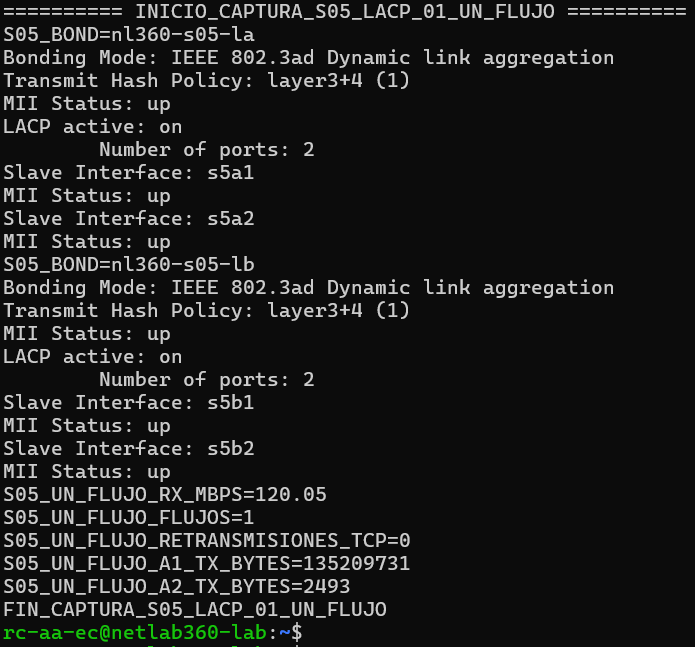 ========== INICIO_CAPTURA_S05_LACP_01_UN_FLUJO ==========
S05_BOND=nl360-s05-la
Bonding Mode: IEEE 802.3ad Dynamic link aggregation
Transmit Hash Policy: layer3+4 (1)
MII Status: up
LACP active: on
        Number of ports: 2
Slave Interface: s5a1
MII Status: up
Slave Interface: s5a2
MII Status: up
S05_BOND=nl360-s05-lb
Bonding Mode: IEEE 802.3ad Dynamic link aggregation
Transmit Hash Policy: layer3+4 (1)
MII Status: up
LACP active: on
        Number of ports: 2
Slave Interface: s5b1
MII Status: up
Slave Interface: s5b2
MII Status: up
S05_UN_FLUJO_RX_MBPS=120.05
S05_UN_FLUJO_FLUJOS=1
S05_UN_FLUJO_RETRANSMISIONES_TCP=0
S05_UN_FLUJO_A1_TX_BYTES=135209731
S05_UN_FLUJO_A2_TX_BYTES=2493
FIN_CAPTURA_S05_LACP_01_UN_FLUJO
rc-aa-ec@netlab360-lab:~$